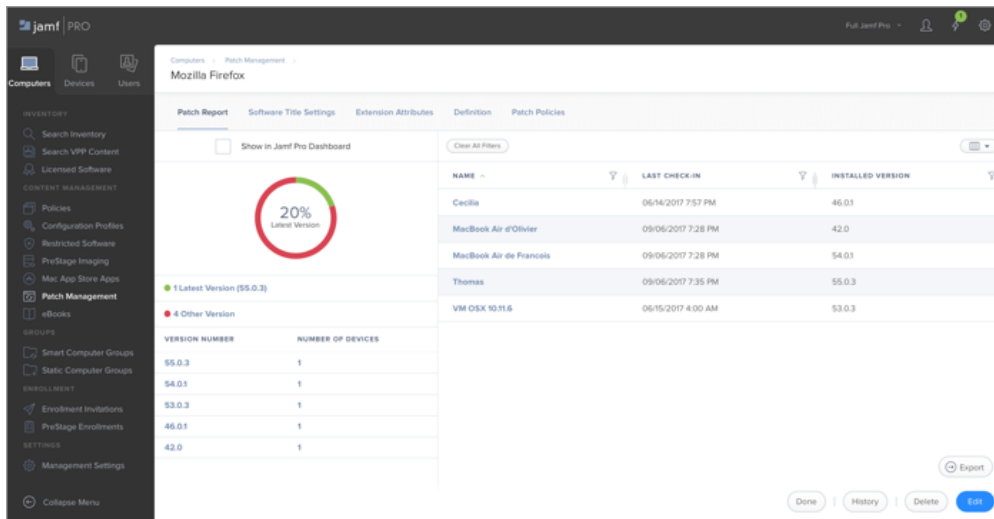 jamf PRO
Full Jamf Pro
1
Computers
Devices
Users
INVENTORY
Search Inventory
Search VPP Content
Licensed Software
CONTENT MANAGEMENT
Policies
Configuration Profiles
Restricted Software
PreStage Imaging
Mac App Store Apps
Patch Management
eBooks
GROUPS
Smart Computer Groups
Static Computer Groups
ENROLLMENT
Enrollment Invitations
PreStage Enrollments
SETTINGS
Management Settings
Collapse Menu
Computers › Patch Management ›
Mozilla Firefox
Patch Report Software Title Settings Extension Attributes Definition Patch Policies
Show in Jamf Pro Dashboard
20%
Latest Version
1 Latest Version (55.0.3)
4 Other Version
VERSION NUMBER NUMBER OF DEVICES
55.0.3 1
54.0.1 1
53.0.3 1
46.0.1 1
42.0 1
Clear All Filters
NAME LAST CHECK-IN INSTALLED VERSION
Cecilia 06/14/2017 7:57 PM 46.0.1
MacBook Air d'Olivier 09/06/2017 7:28 PM 42.0
MacBook Air de Francois 09/06/2017 7:28 PM 54.0.1
Thomas 09/06/2017 7:35 PM 55.0.3
VM OSX 10.11.6 06/15/2017 4:00 AM 53.0.3
Export
Done History Delete Edit